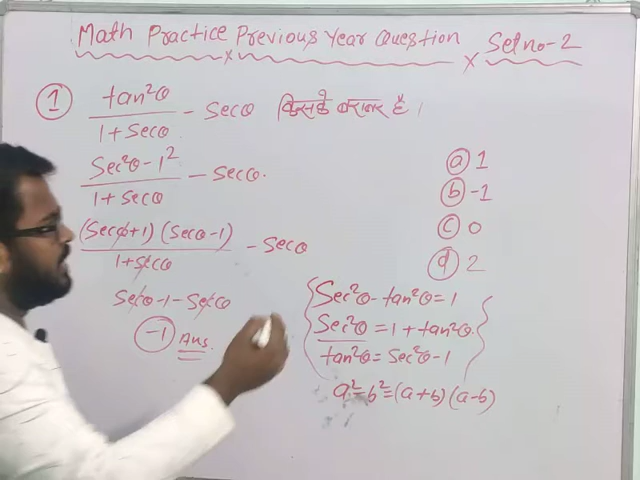 Math Practice Previous Year Question Set no-2
① tan²θ / 1 + Secθ - Secθ किसके बराबर है।
Sec²θ - 1² / 1 + Secθ - Secθ.
(Secθ+1) (Secθ-1) / 1 + Secθ - Secθ
Secθ - 1 - Secθ
-1 Ans.
ⓐ 1
ⓑ -1
ⓒ 0
ⓓ 2
Sec²θ - tan²θ = 1
Sec²θ = 1 + tan²θ
tan²θ = Sec²θ - 1
a² - b² = (a+b) (a-b)